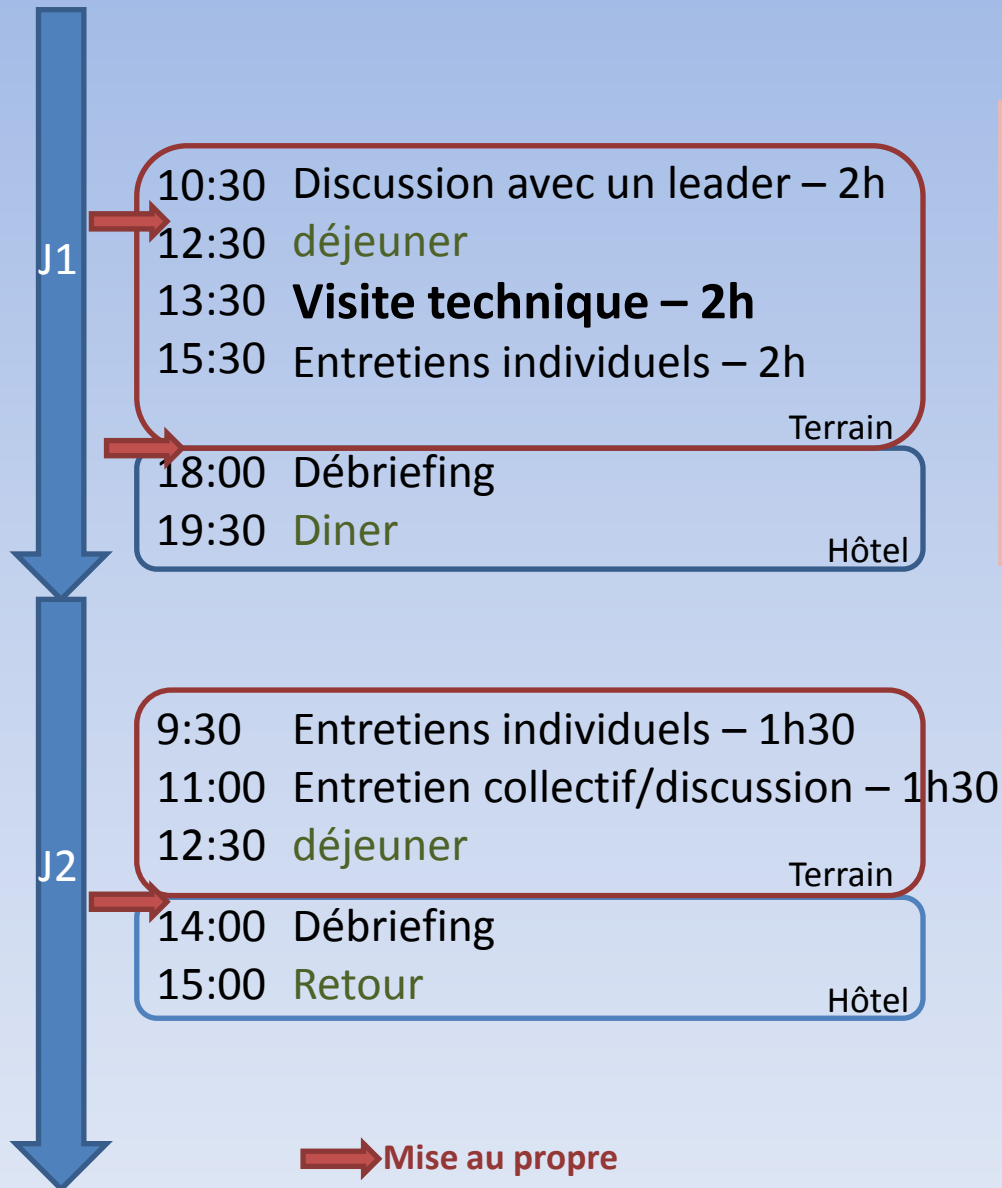 J1
10:30 Discussion avec un leader – 2h
12:30 déjeuner
13:30 Visite technique – 2h
15:30 Entretiens individuels – 2h
Terrain
18:00 Débriefing
19:30 Diner
Hôtel
J2
9:30 Entretiens individuels – 1h30
11:00 Entretien collectif/discussion – 1h30
12:30 déjeuner
Terrain
14:00 Débriefing
15:00 Retour
Hôtel
Mise au propre